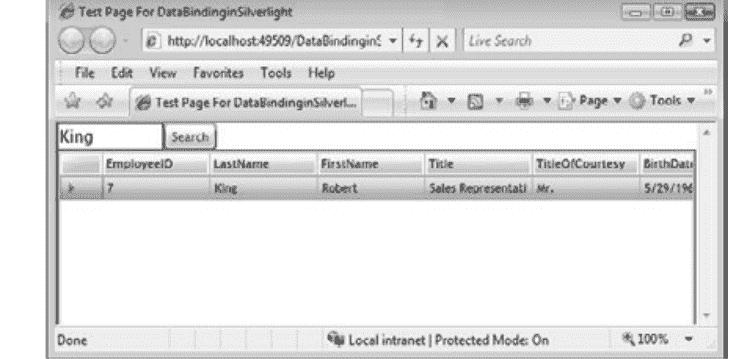 Test Page For DataBindinginSilverlight
http://localhost:49509/DataBindinginS Live Search
File Edit View Favorites Tools Help
Test Page For DataBindinginSilverl... Page Tools
King Search
EmployeeID LastName FirstName Title TitleOfCourtesy BirthDat
7 King Robert Sales Representati Mr. 5/29/196
Done Local intranet | Protected Mode: On 100%